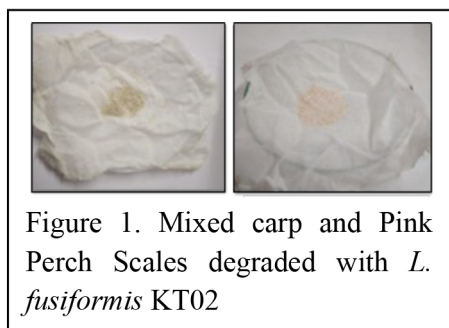 Figure 1. Mixed carp and Pink
Perch Scales degraded with L.
fusiformis KT02